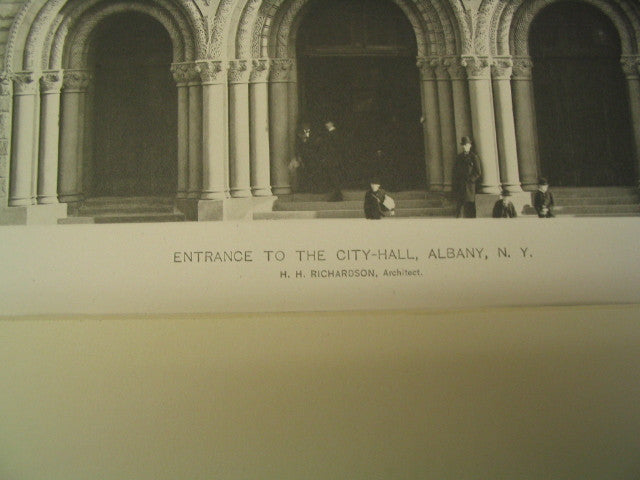 ENTRANCE TO THE CITY-HALL, ALBANY, N. Y.
H. H. RICHARDSON, Architect.